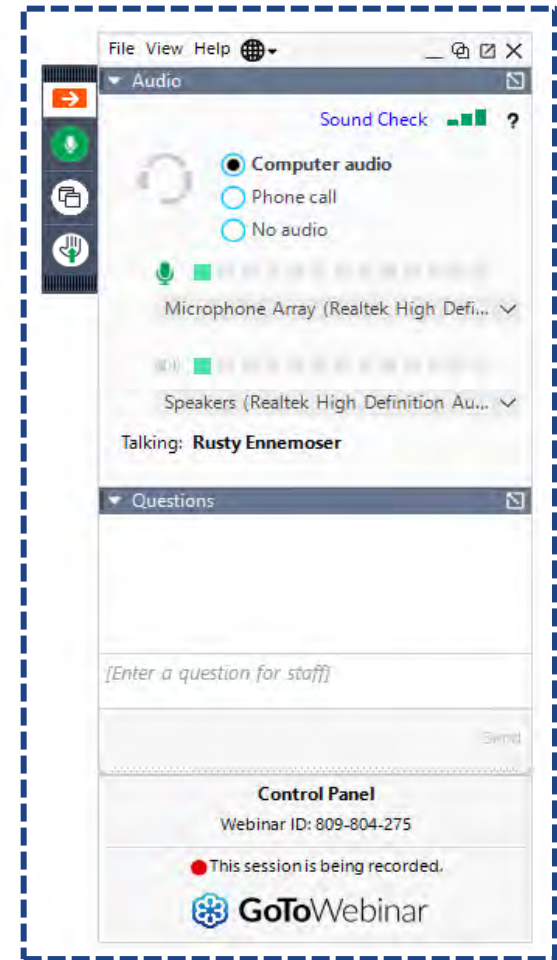 File View Help
Audio
Sound Check ?
Computer audio
Phone call
No audio
Microphone Array (Realtek High Defi...
Speakers (Realtek High Definition Au...
Talking: Rusty Ennemoser
Questions
[Enter a question for staff]
Send
Control Panel
Webinar ID: 809-804-275
This session is being recorded.
GoToWebinar